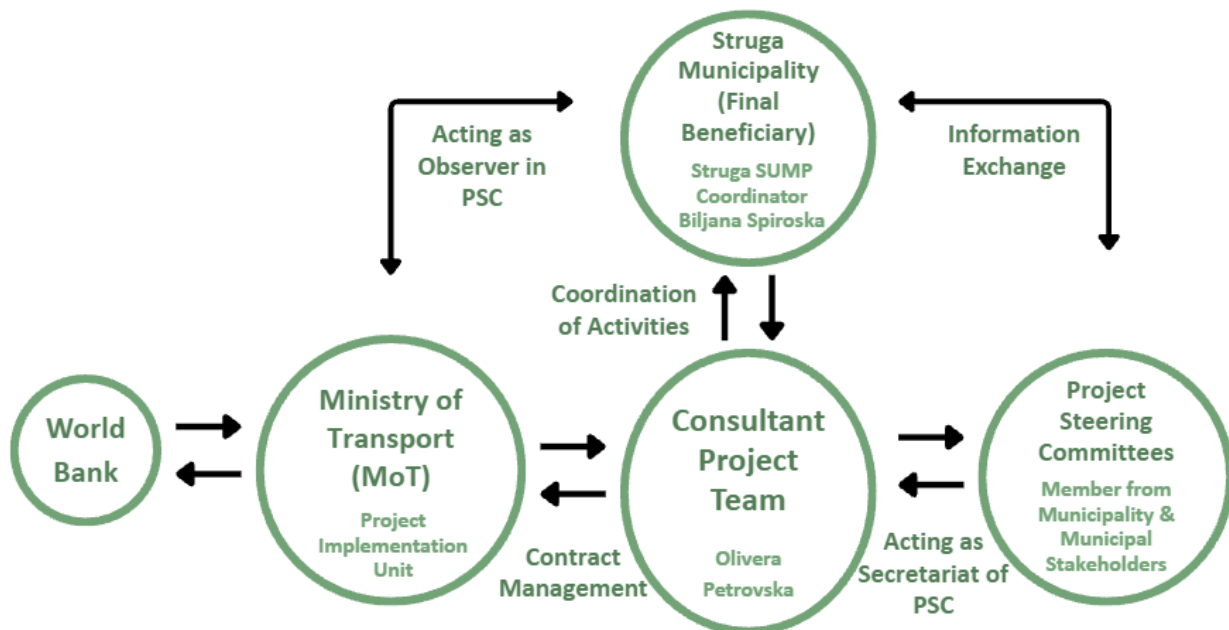 Struga
Municipality
(Final
Beneficiary)
Struga SUMP
Coordinator
Biljana Spiroska
Acting as
Observer in
PSC
Information
Exchange
Coordination
of Activities
World
Bank
Ministry of
Transport
(MoT)
Project
Implementation
Unit
Contract
Management
Consultant
Project
Team
Olivera
Petrovska
Acting as
Secretariat of
PSC
Project
Steering
Committees
Member from
Municipality &
Municipal
Stakeholders